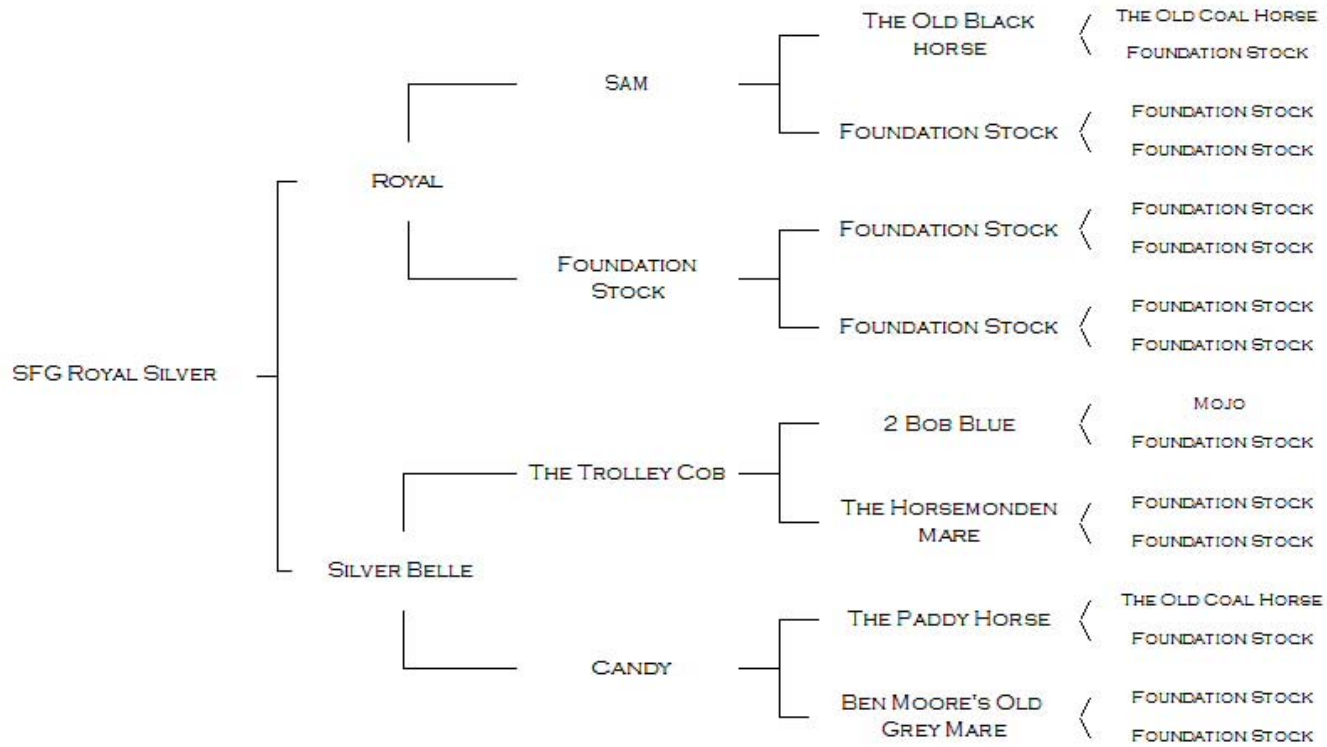 The Old Black
horse
The Old Coal Horse
Foundation Stock
Sam
Foundation Stock
Foundation Stock
Foundation Stock
Royal
Foundation
Stock
Foundation Stock
Foundation Stock
Foundation Stock
Foundation Stock
Foundation Stock
Foundation Stock
SFG Royal Silver
2 Bob Blue
Mojo
Foundation Stock
The Trolley Cob
The Horsemonden
Mare
Foundation Stock
Foundation Stock
Silver Belle
The Paddy Horse
The Old Coal Horse
Foundation Stock
Candy
Ben Moore's Old
Grey Mare
Foundation Stock
Foundation Stock